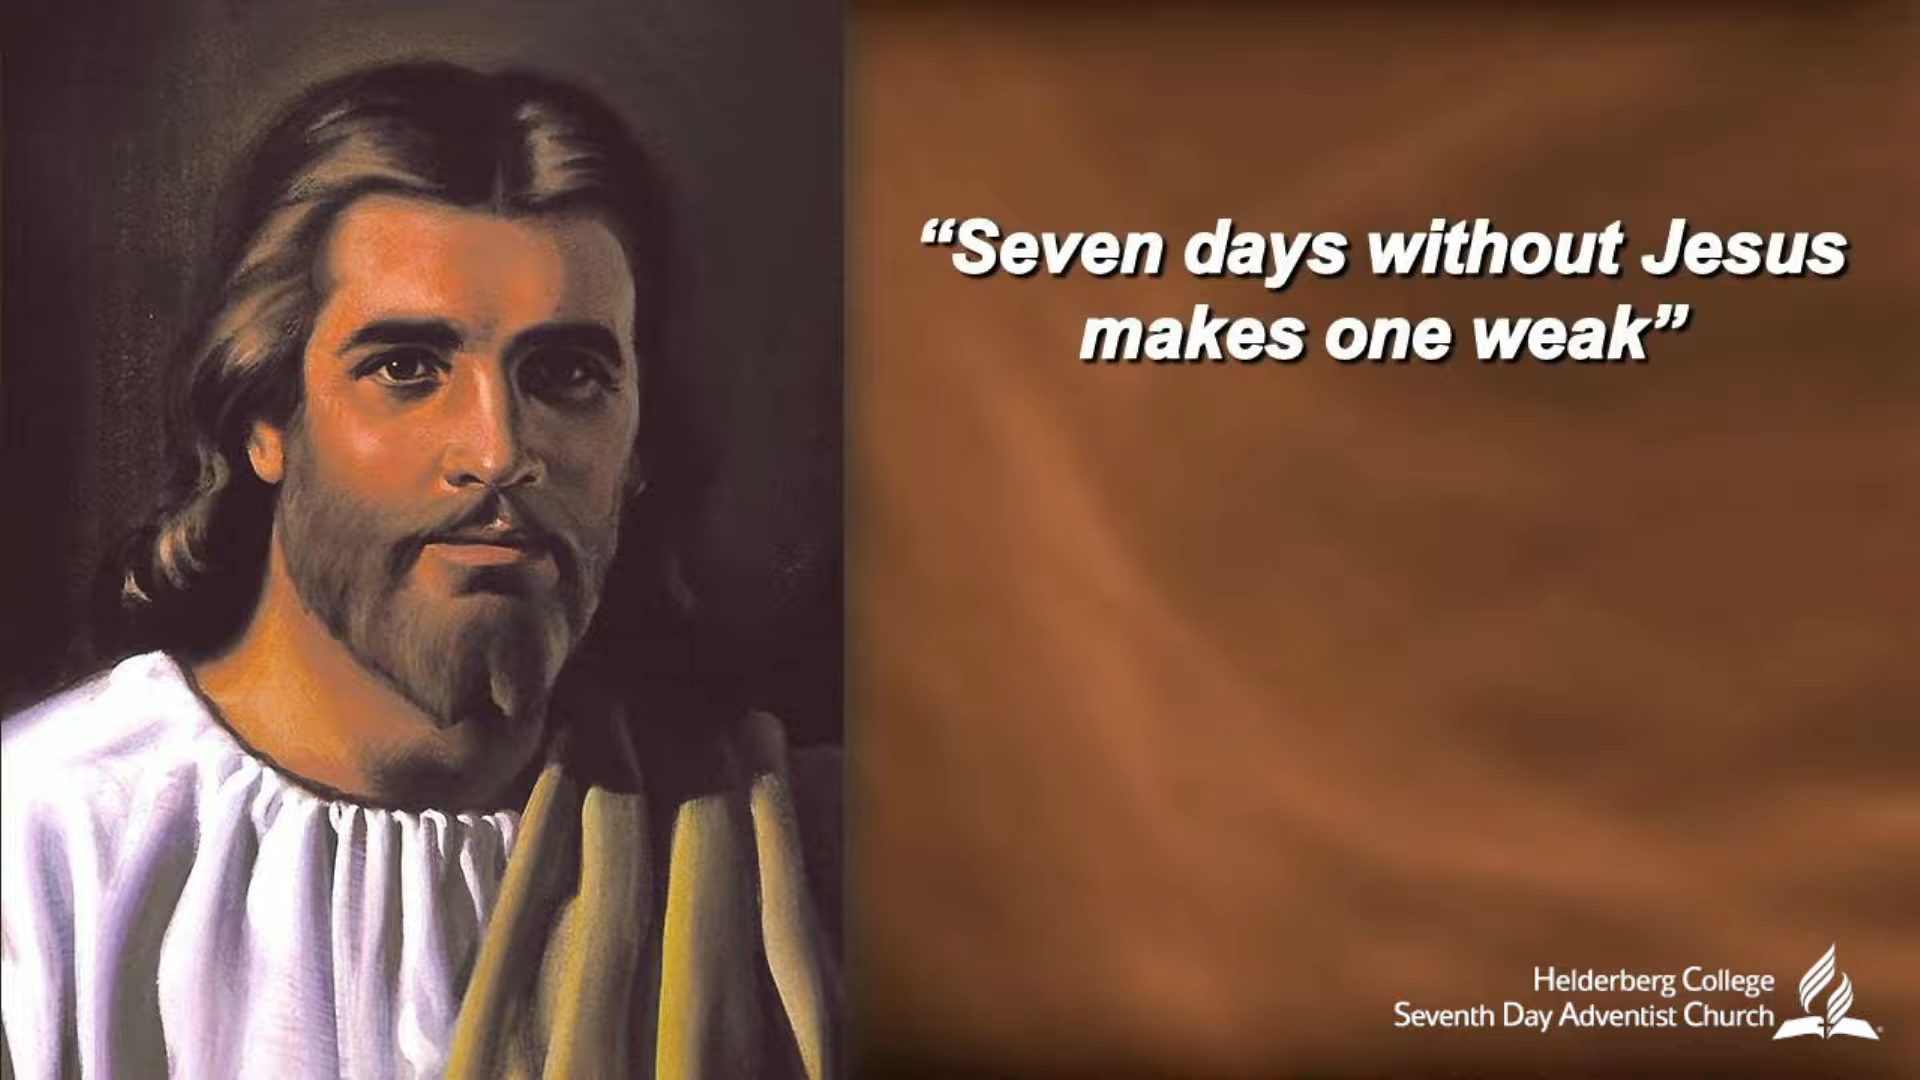 “Seven days without Jesus
makes one weak”
Helderberg College
Seventh Day Adventist Church